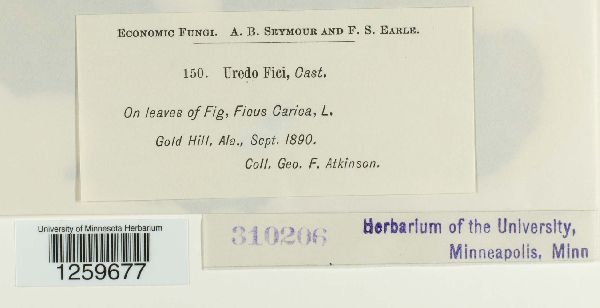 ECONOMIC FUNGI. A. B. SEYMOUR AND F. S. EARLE.
150. Uredo Fici, Cast.
On leaves of Fig, Ficus Carica, L.
Gold Hill, Ala., Sept. 1890.
Coll. Geo. F. Atkinson.
University of Minnesota Herbarium
1259677
310206
Herbarium of the University,
Minneapolis, Minn